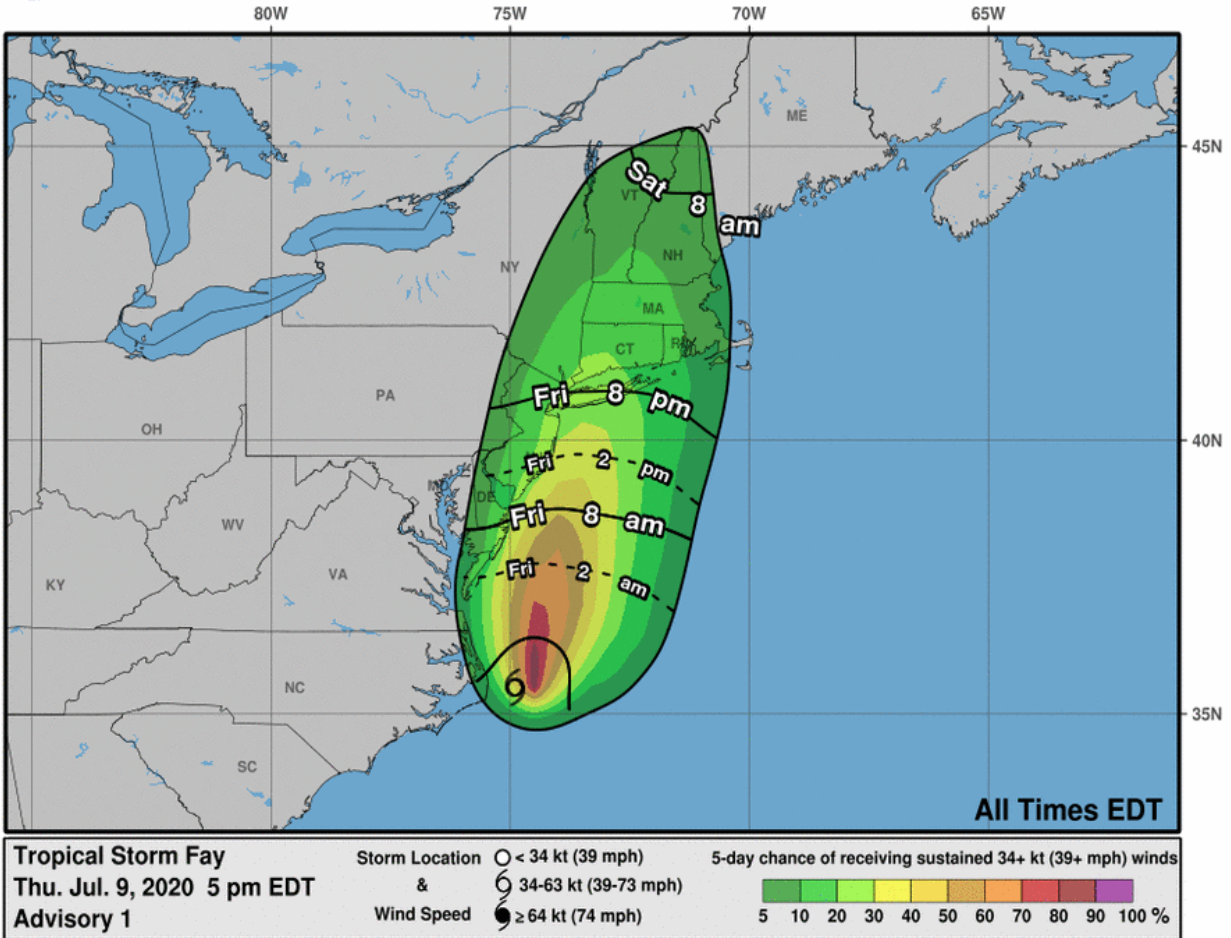 80W 75W 70W 65W
ME
45N
Sat 8 am
VT
NY
NH
MA
CT
Fri 8 pm
PA
OH
40N
Fri 2 pm
DE
Fri 8 am
WV
Fri 2 am
KY
VA
NC
35N
SC
All Times EDT
Tropical Storm Fay
Thu. Jul. 9, 2020 5 pm EDT
Advisory 1
Storm Location
&
Wind Speed
< 34 kt (39 mph)
34-63 kt (39-73 mph)
≥ 64 kt (74 mph)
5-day chance of receiving sustained 34+ kt (39+ mph) winds
5 10 20 30 40 50 60 70 80 90 100 %